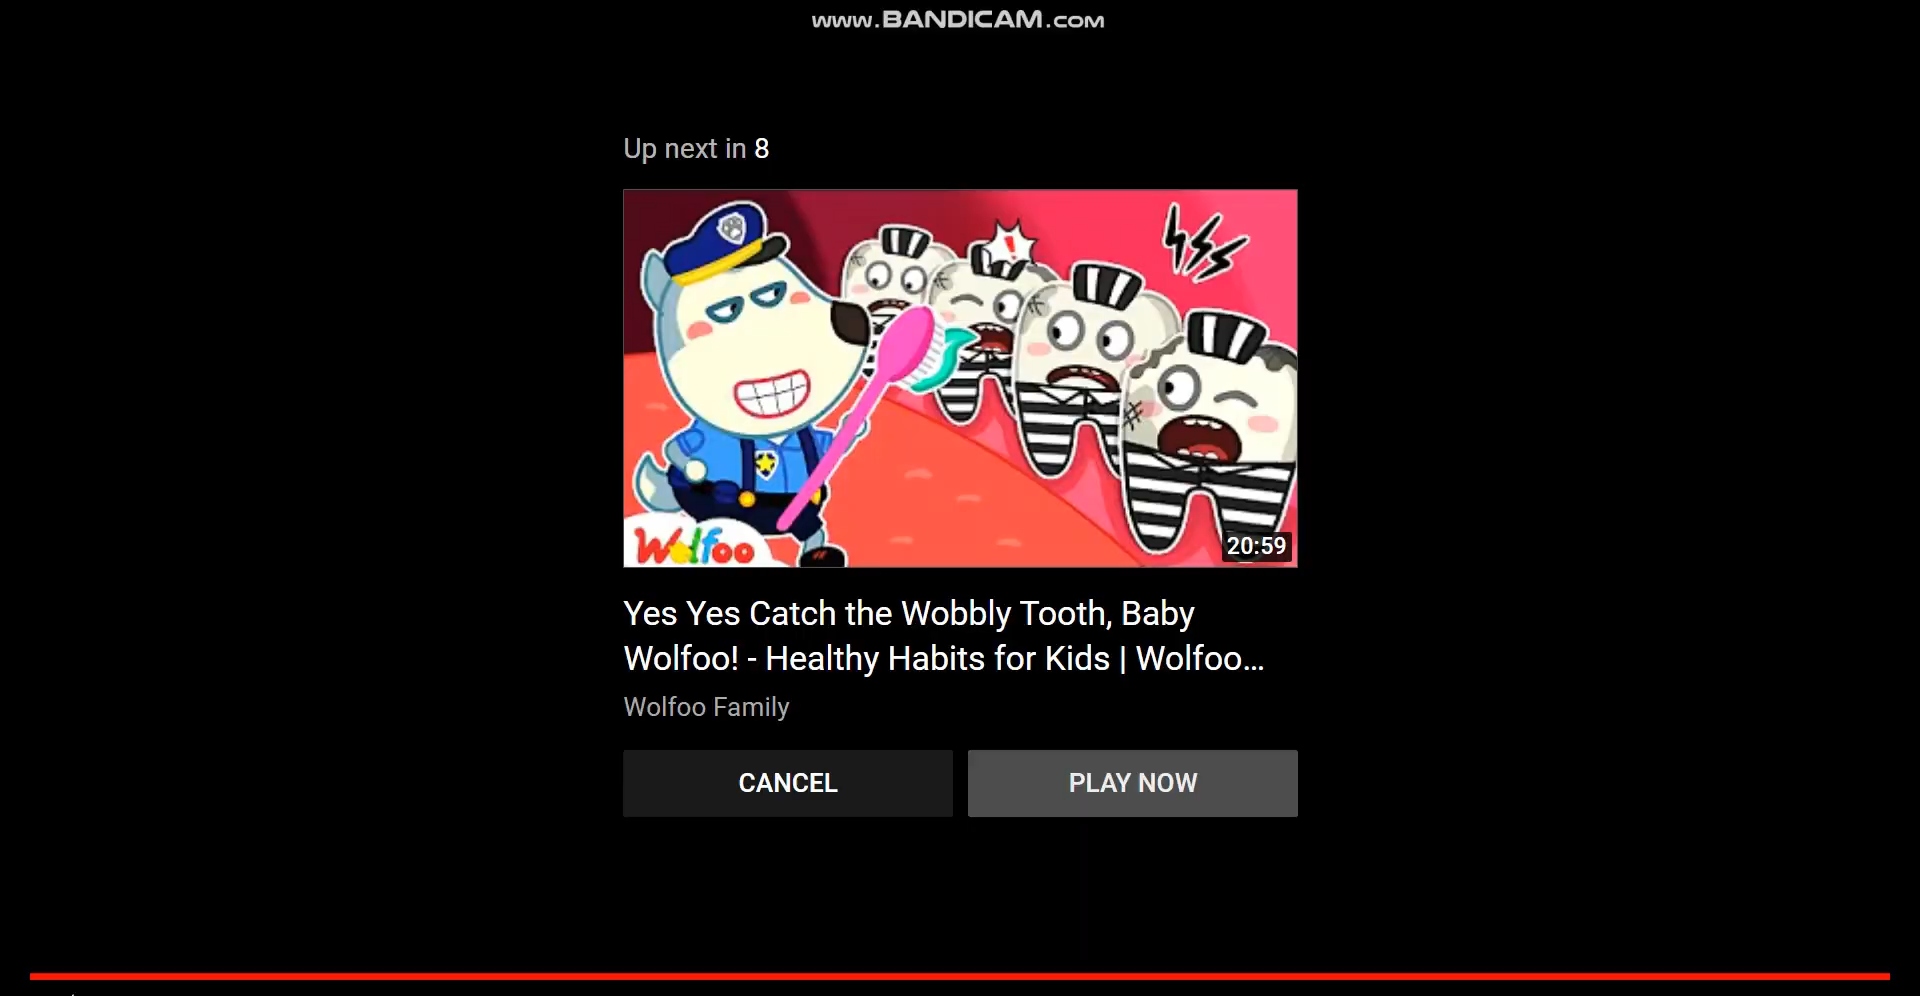 www.BANDICAM.com
Up next in 8
!
Wolfoo
20:59
Yes Yes Catch the Wobbly Tooth, Baby
Wolfoo! - Healthy Habits for Kids | Wolfoo...
Wolfoo Family
CANCEL
PLAY NOW